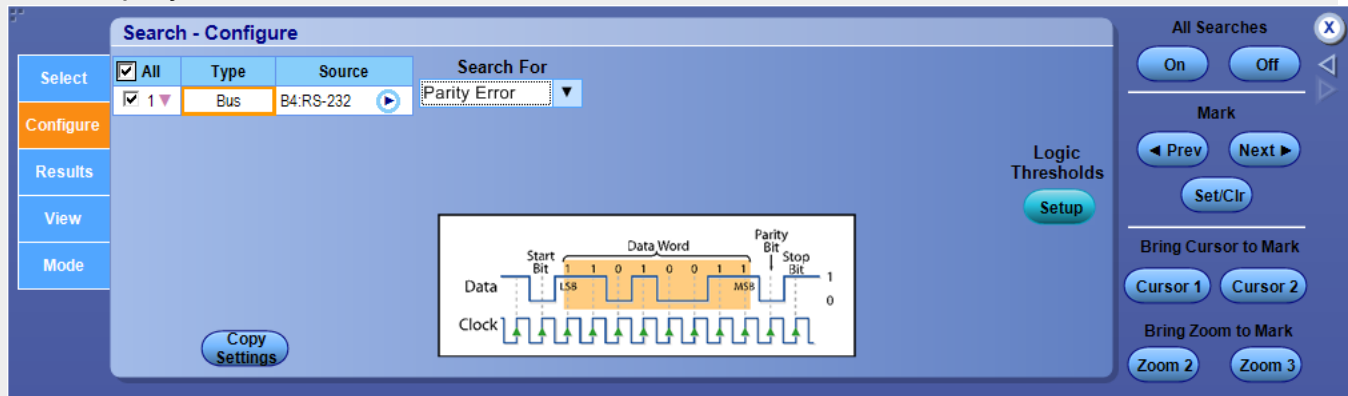 Search - Configure
Select
Configure
Results
View
Mode
All Type Source
1 Bus B4:RS-232
Search For
Parity Error
Logic
Thresholds
Setup
Copy
Settings
Start
Bit
Data Word
Parity
Bit
Stop
Bit
1 1 0 1 0 0 1 1
Data
LSB
MSB
1
0
Clock
All Searches
X
On Off
Mark
◄ Prev Next ►
Set/Clr
Bring Cursor to Mark
Cursor 1 Cursor 2
Bring Zoom to Mark
Zoom 2 Zoom 3